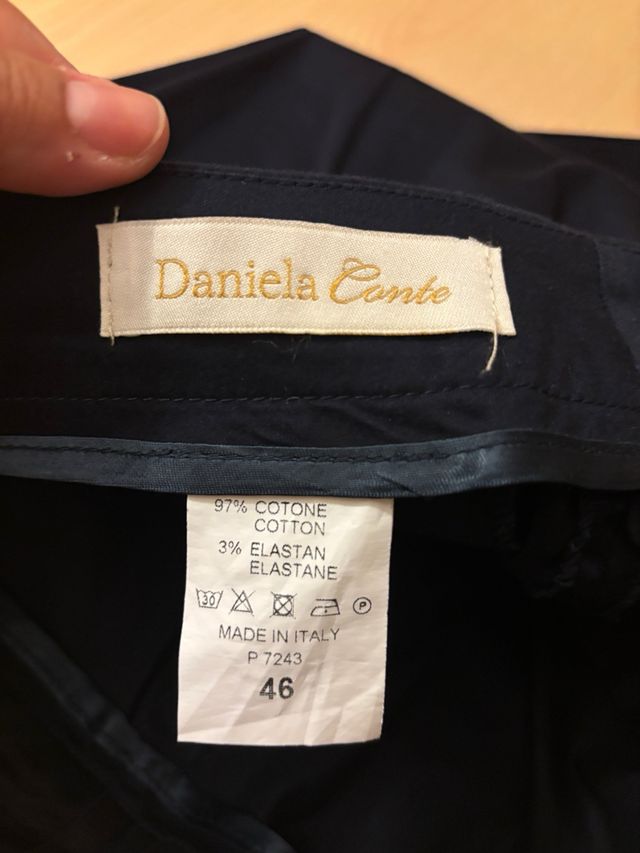 Daniela Conte
97% COTONE
COTTON
3% ELASTAN
ELASTANE
30 P
MADE IN ITALY
P 7243
46